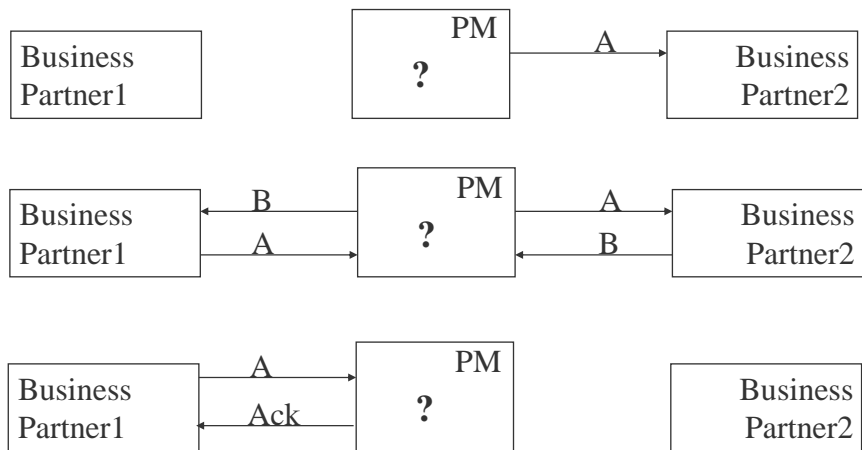 PM
A
Business
Partner1
?
Business
Partner2
PM
B
A
Business
Partner1
A
?
B
Business
Partner2
A
PM
Business
Partner1
Ack
?
Business
Partner2